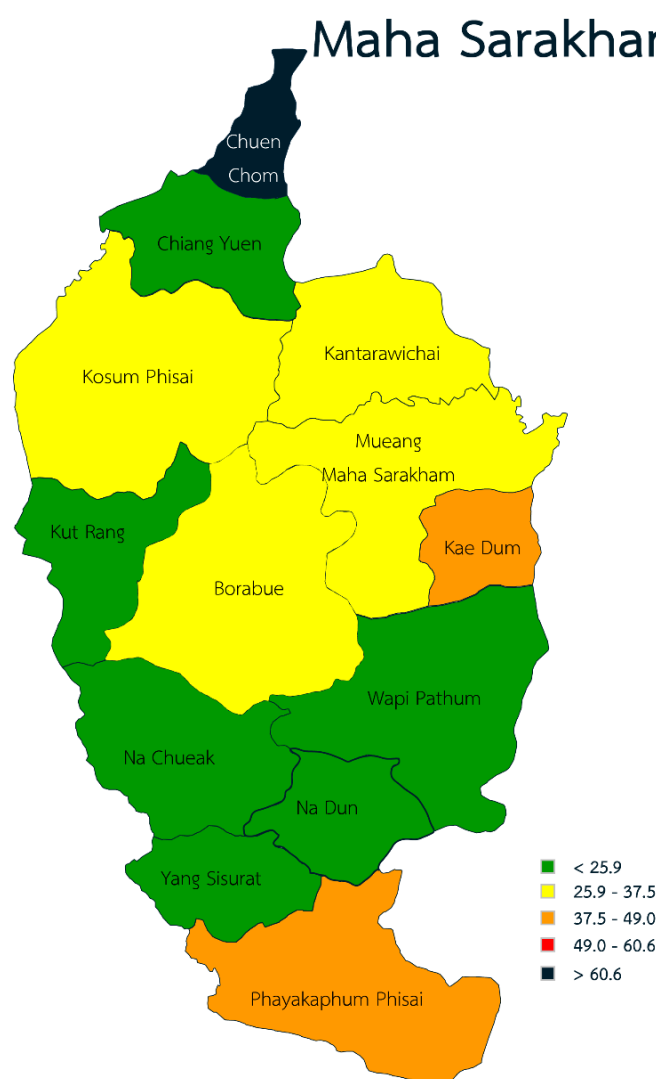 Maha Sarakham
Chuen
Chom
Chiang Yuen
Kantarawichai
Kosum Phisai
Mueang
Maha Sarakham
Kut Rang
Kae Dum
Borabue
Wapi Pathum
Na Chueak
Na Dun
Yang Sisurat
Phayakaphum Phisai
< 25.9
25.9 - 37.5
37.5 - 49.0
49.0 - 60.6
> 60.6